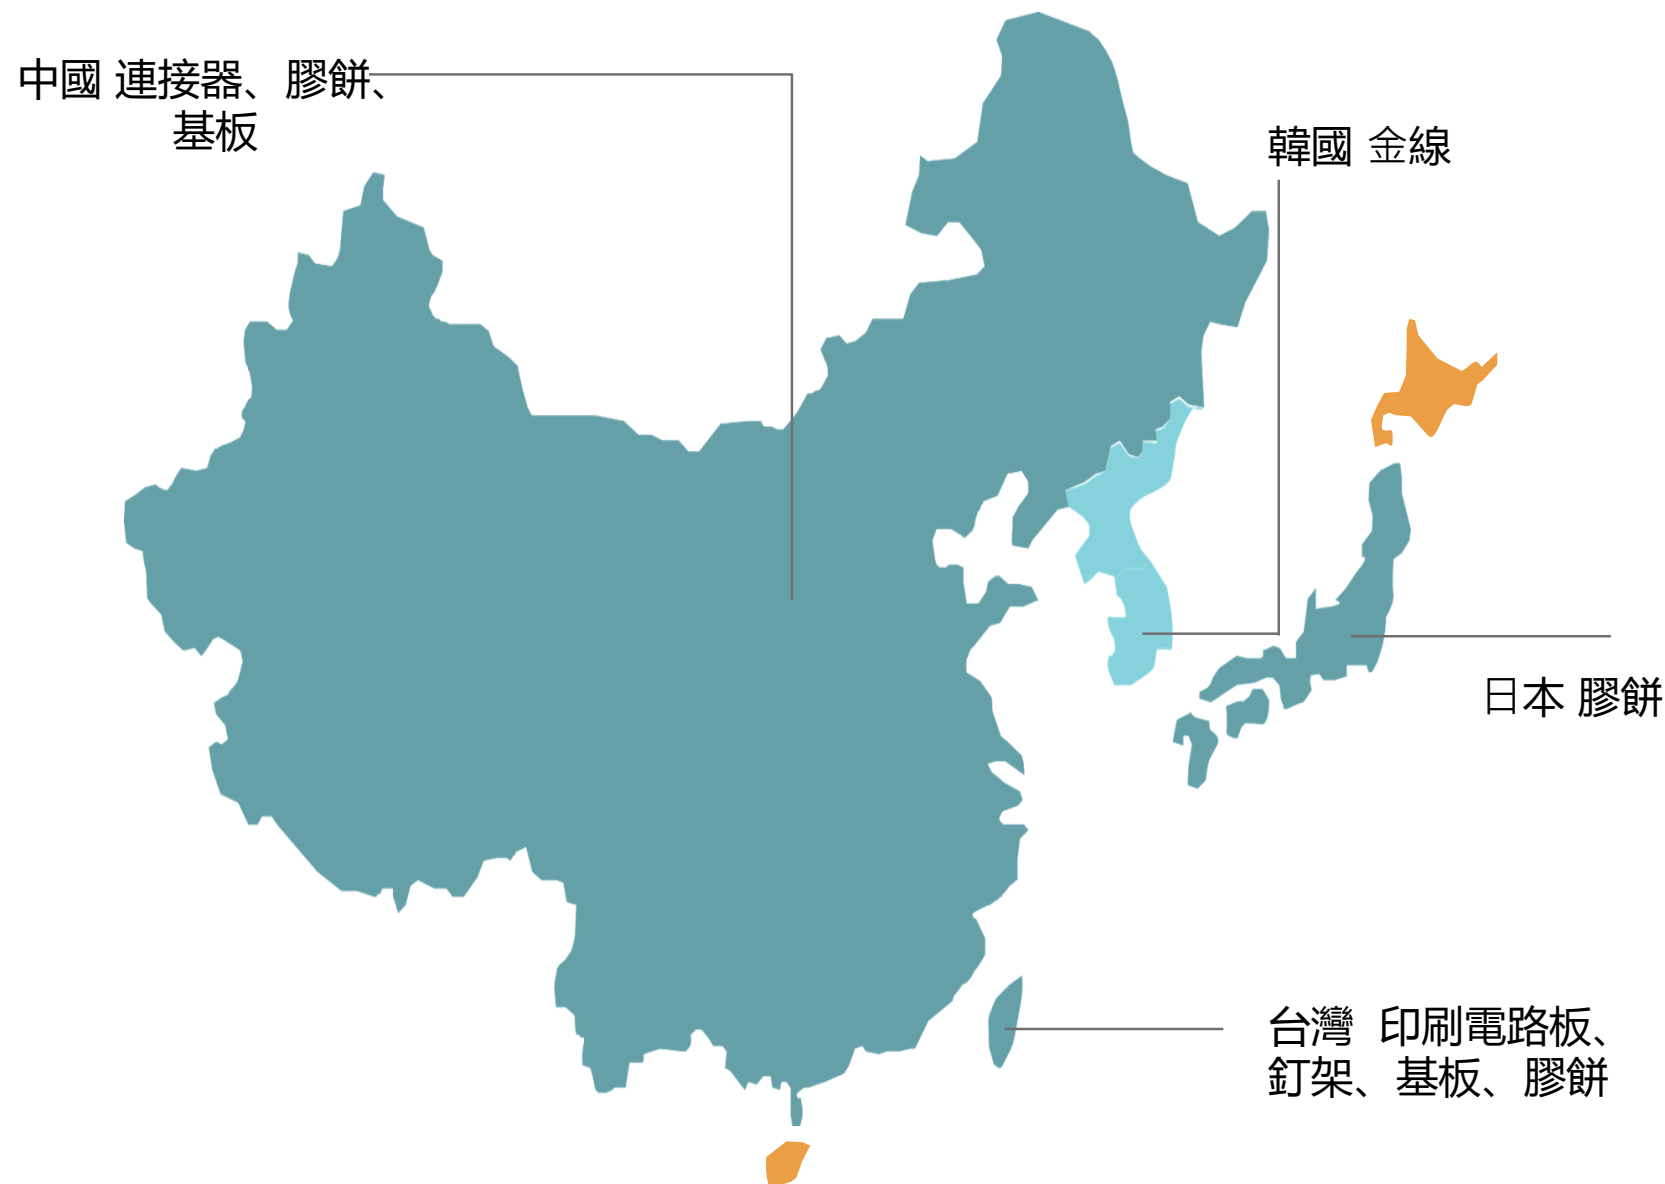 中國 連接器、膠餅、
基板
韓國 金線
日本 膠餅
台灣 印刷電路板、
釘架、基板、膠餅